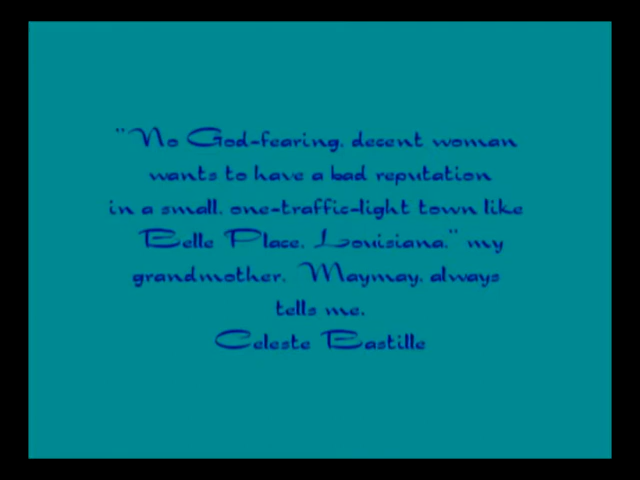 "No God-fearing, decent woman
wants to have a bad reputation
in a small, one-traffic-light town like
Belle Place, Louisiana," my
grandmother, Maymay, always
tells me.
Celeste Bastille